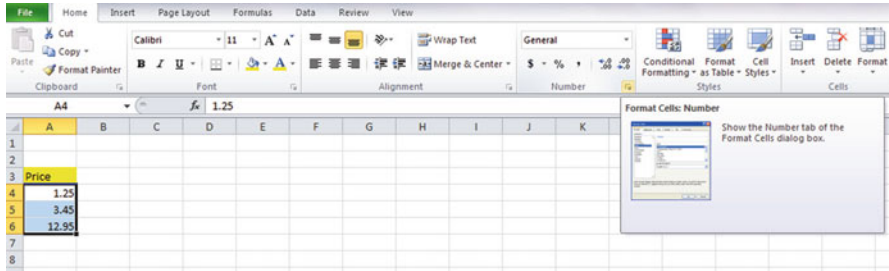 File Home Insert Page Layout Formulas Data Review View
Cut
Copy
Format Painter
Paste
Clipboard
Calibri 11 A A
B I U A
Font
Wrap Text
Merge & Center
Alignment
General
$ % ,
Number
Conditional Formatting
Format as Table
Cell Styles
Styles
Insert Delete Format
Cells
A4 fx 1.25
A B C D E F G H I J K
1
2
3 Price
4 1.25
5 3.45
6 12.95
7
8
Format Cells: Number
Show the Number tab of the
Format Cells dialog box.